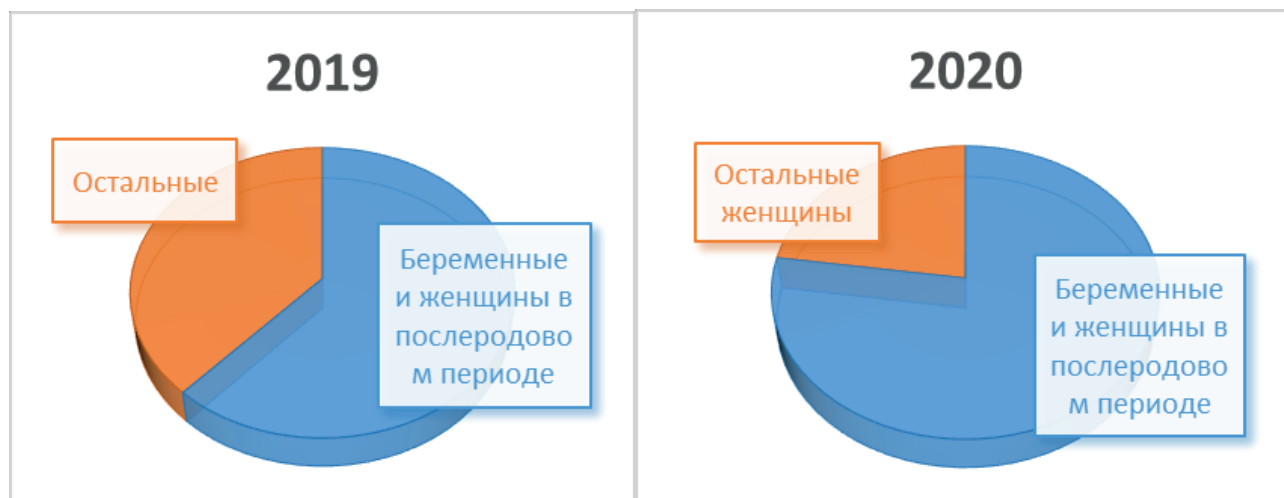 2019
Остальные
Беременные
и женщины в
послеродово
м периоде
2020
Остальные
женщины
Беременные
и женщины в
послеродово
м периоде